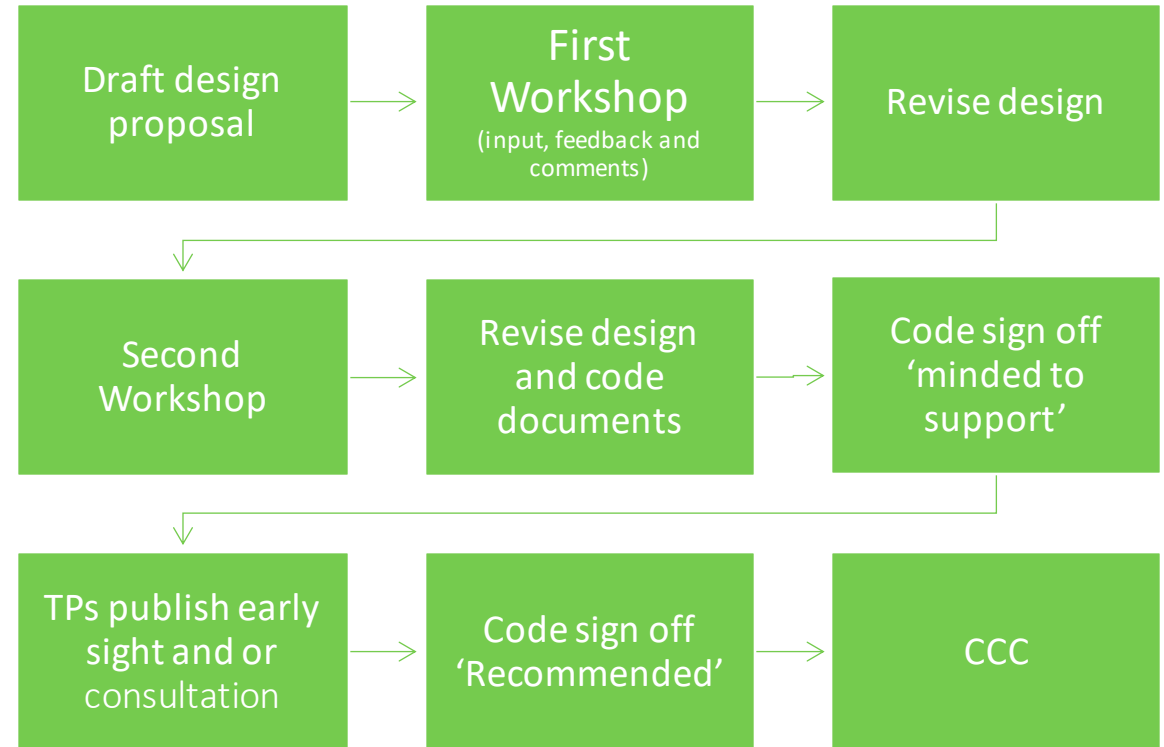 Draft design
proposal
First
Workshop
(input, feedback and
comments)
Revise design
Second
Workshop
Revise design
and code
documents
Code sign off
‘minded to
support’
TPs publish early
sight and or
consultation
Code sign off
‘Recommended’
CCC